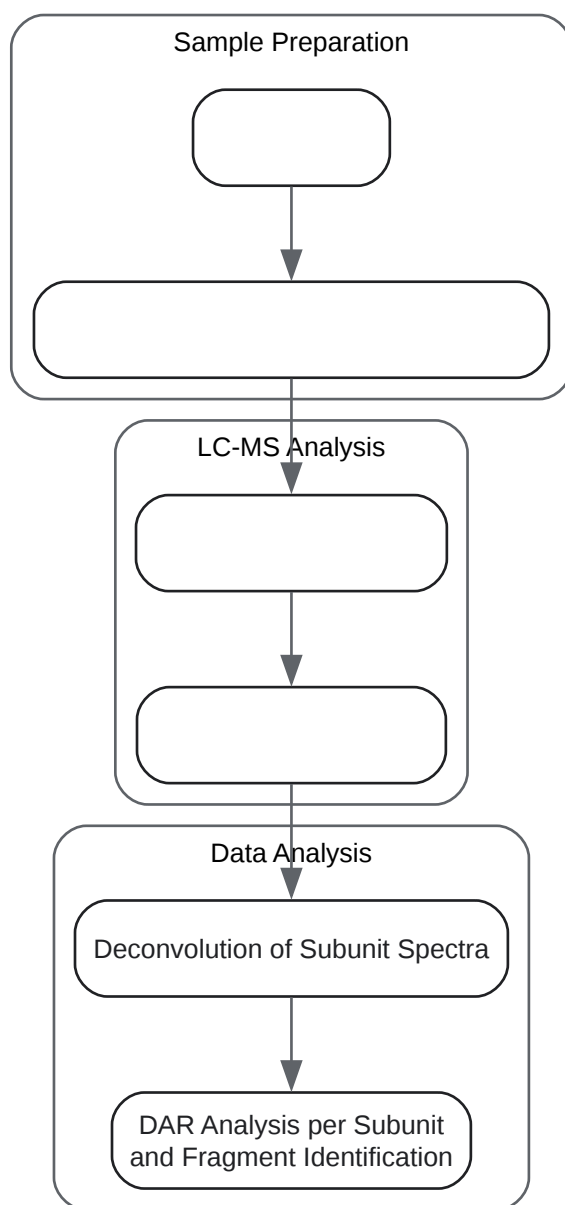 Sample Preparation
LC-MS Analysis
Data Analysis
Deconvolution of Subunit Spectra
DAR Analysis per Subunit
and Fragment Identification